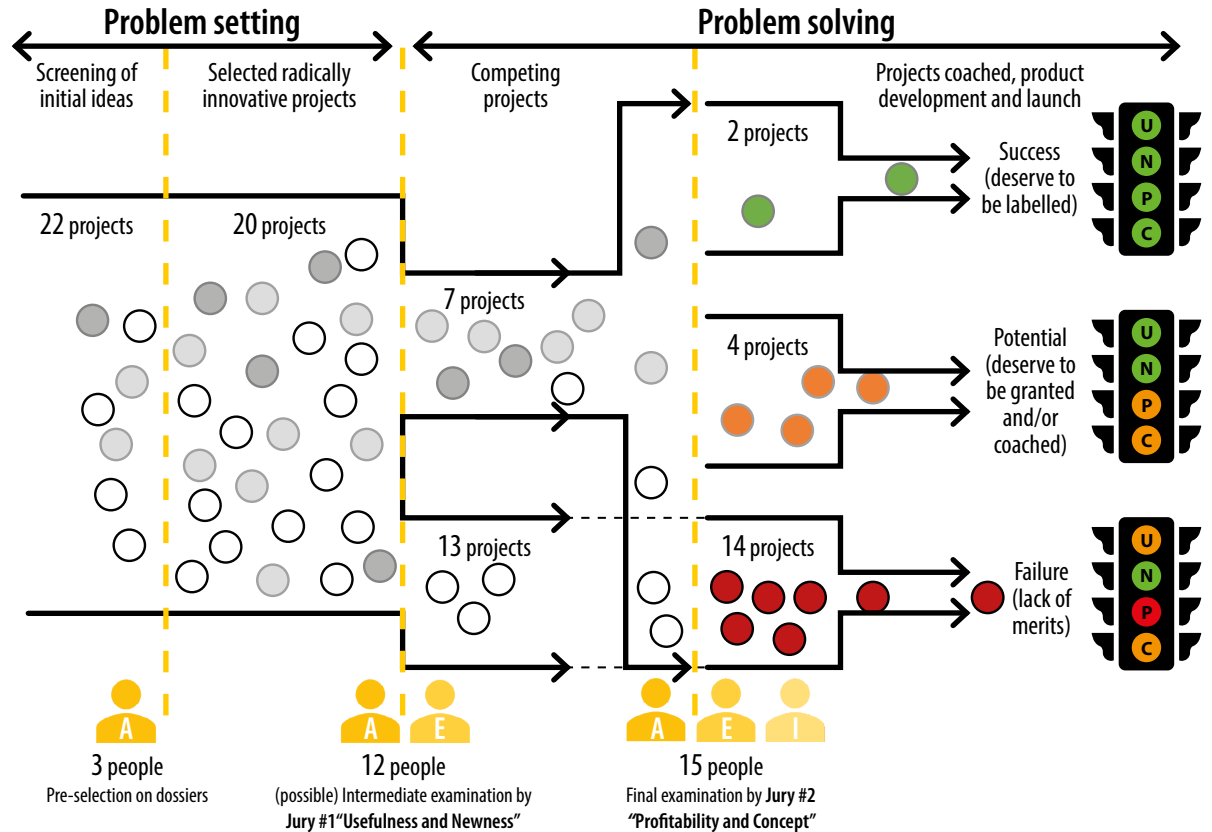 Problem setting
Problem solving
Screening of
initial ideas
Selected radically
innovative projects
Competing
projects
Projects coached, product
development and launch
22 projects
20 projects
7 projects
13 projects
2 projects
4 projects
14 projects
Success
(deserve to
be labelled)
U
N
P
C
Potential
(deserve to
be granted
and/or
coached)
U
N
P
C
Failure
(lack of
merits)
U
N
P
C
A
A
E
A
E
I
3 people
Pre-selection on dossiers
12 people
(possible) Intermediate examination by
Jury #1“Usefulness and Newness”
15 people
Final examination by Jury #2
“Profitability and Concept”